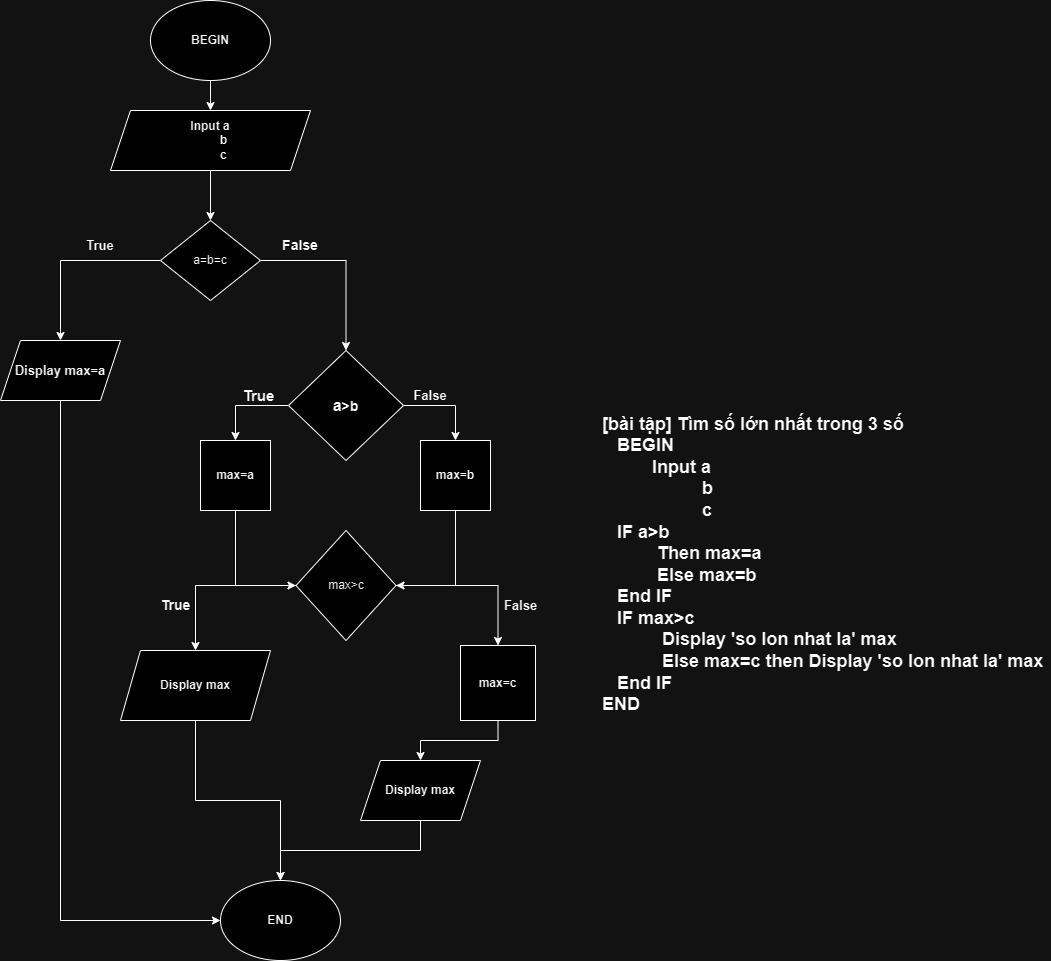 BEGIN
Input a
b
c
True
False
a=b=c
Display max=a
True
False
a>b
max=a
max=b
max>c
True
False
Display max
max=c
Display max
END
[bài tập] Tìm số lớn nhất trong 3 số
BEGIN
Input a
b
c
IF a>b
Then max=a
Else max=b
End IF
IF max>c
Display 'so lon nhat la' max
Else max=c then Display 'so lon nhat la' max
End IF
END